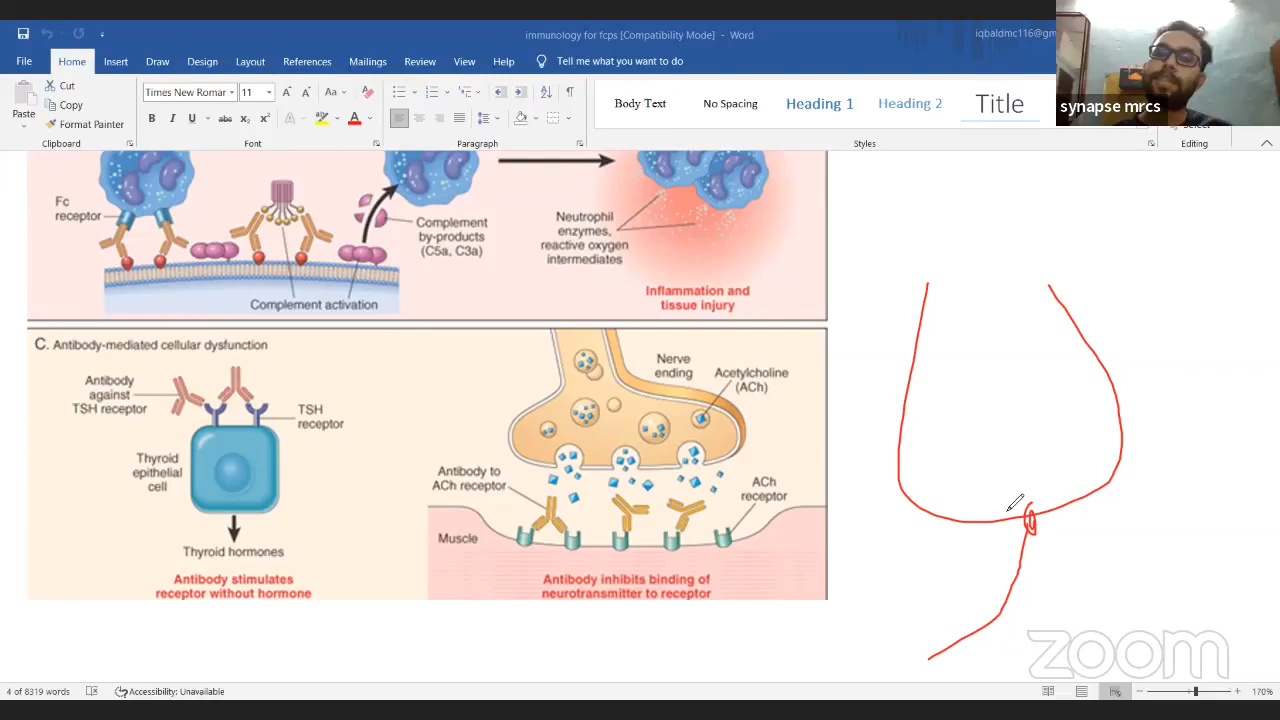 immunology for fcps [Compatibility Mode] - Word
iqbaldmc116@gm
File Home Insert Draw Design Layout References Mailings Review View Help Tell me what you want to do
synapse mrcs
Paste
Cut
Copy
Format Painter
Times New Roma 11
Body Text No Spacing Heading 1 Heading 2 Title
Clipboard Font Paragraph Styles Editing
Fc
receptor
Complement
by-products
(C5a, C3a)
Complement activation
Neutrophil
enzymes,
reactive oxygen
intermediates
Inflammation and
tissue injury
C. Antibody-mediated cellular dysfunction
Antibody
against
TSH receptor
TSH
receptor
Thyroid
epithelial
cell
Thyroid hormones
Antibody stimulates
receptor without hormone
Nerve
ending
Acetylcholine
(ACh)
Antibody to
ACh receptor
ACh
receptor
Muscle
Antibody inhibits binding of
neurotransmitter to receptor
zoom
4 of 8319 words Accessibility: Unavailable 170%